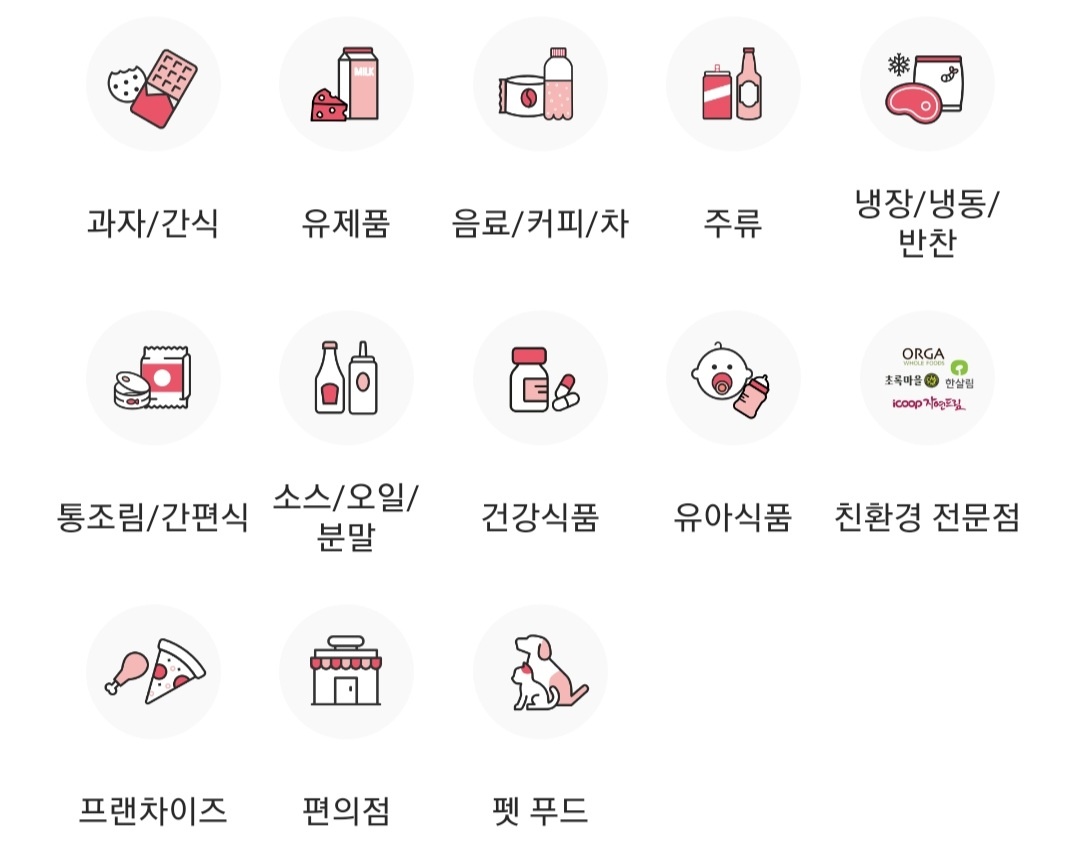 MILK
과자/간식
유제품
음료/커피/차
주류
냉장/냉동/
반찬
ORGA
WHOLE FOODS
초록마을
한살림
icoop 자연드림
통조림/간편식
소스/오일/
분말
건강식품
유아식품
친환경 전문점
프랜차이즈
편의점
펫 푸드